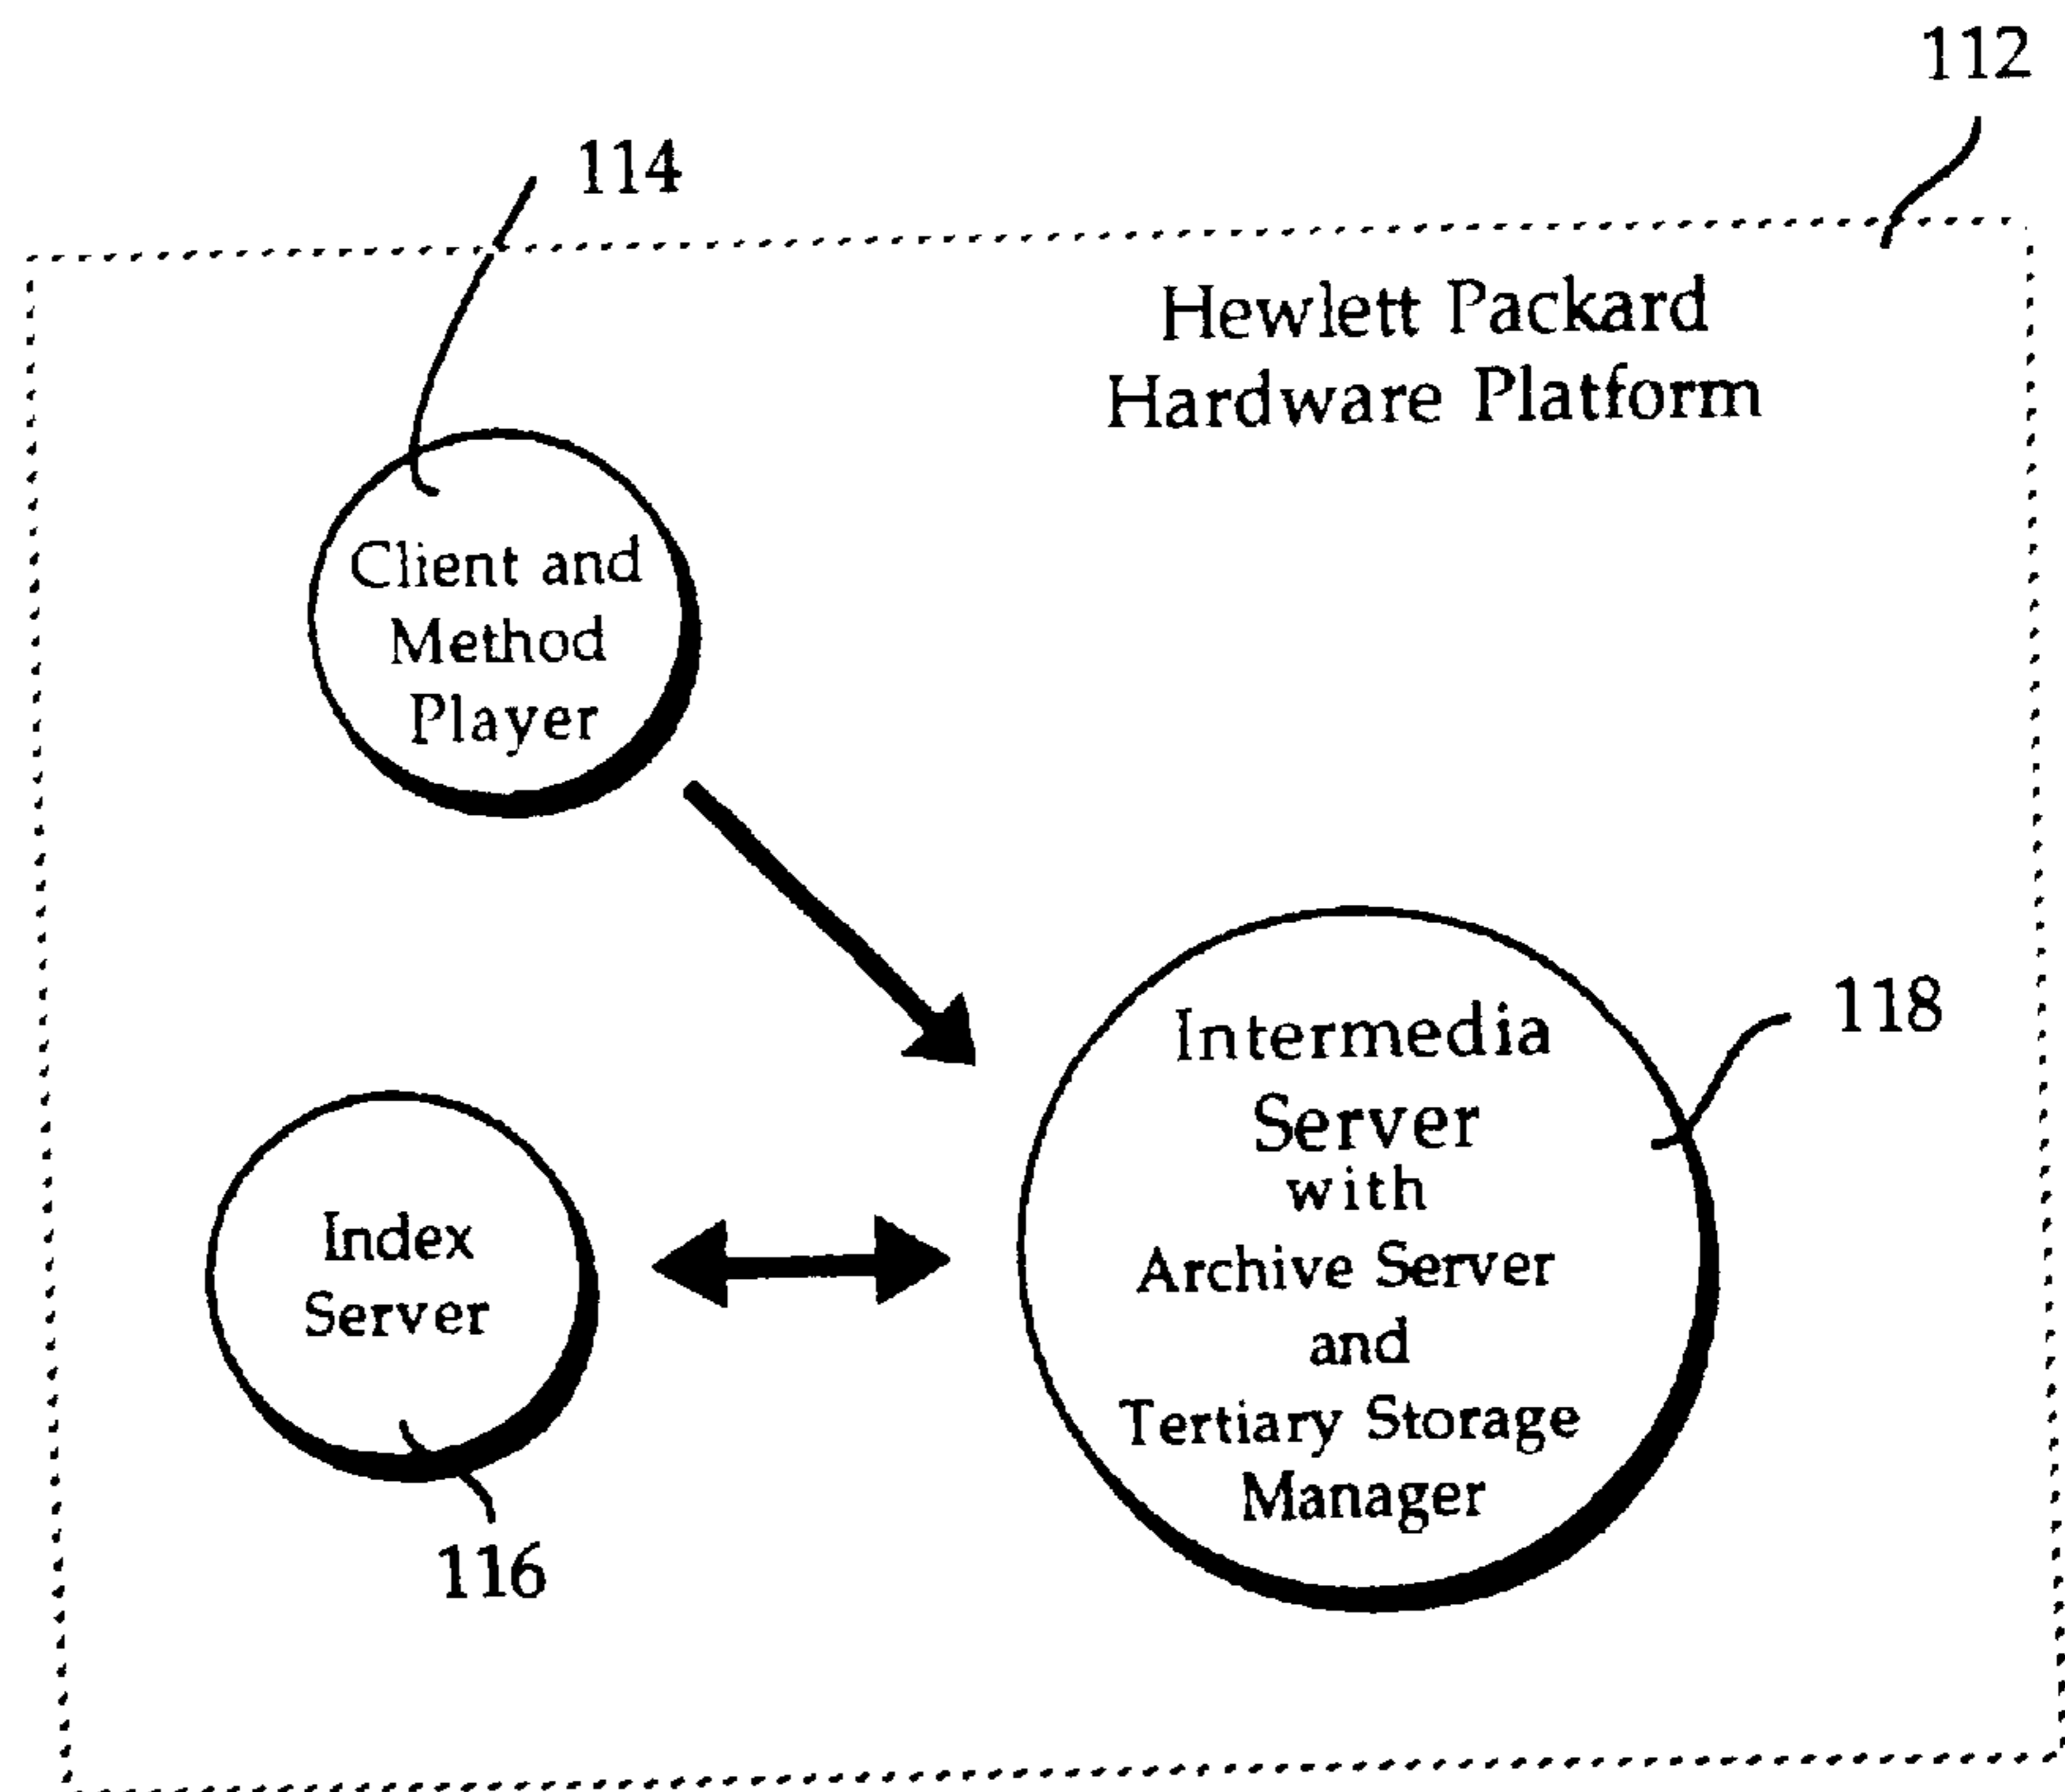 112
114
Hewlett Packard
Hardware Platform
Client and
Method
Player
Intermedia
Server
with
Archive Server
and
Tertiary Storage
Manager
118
Index
Server
116